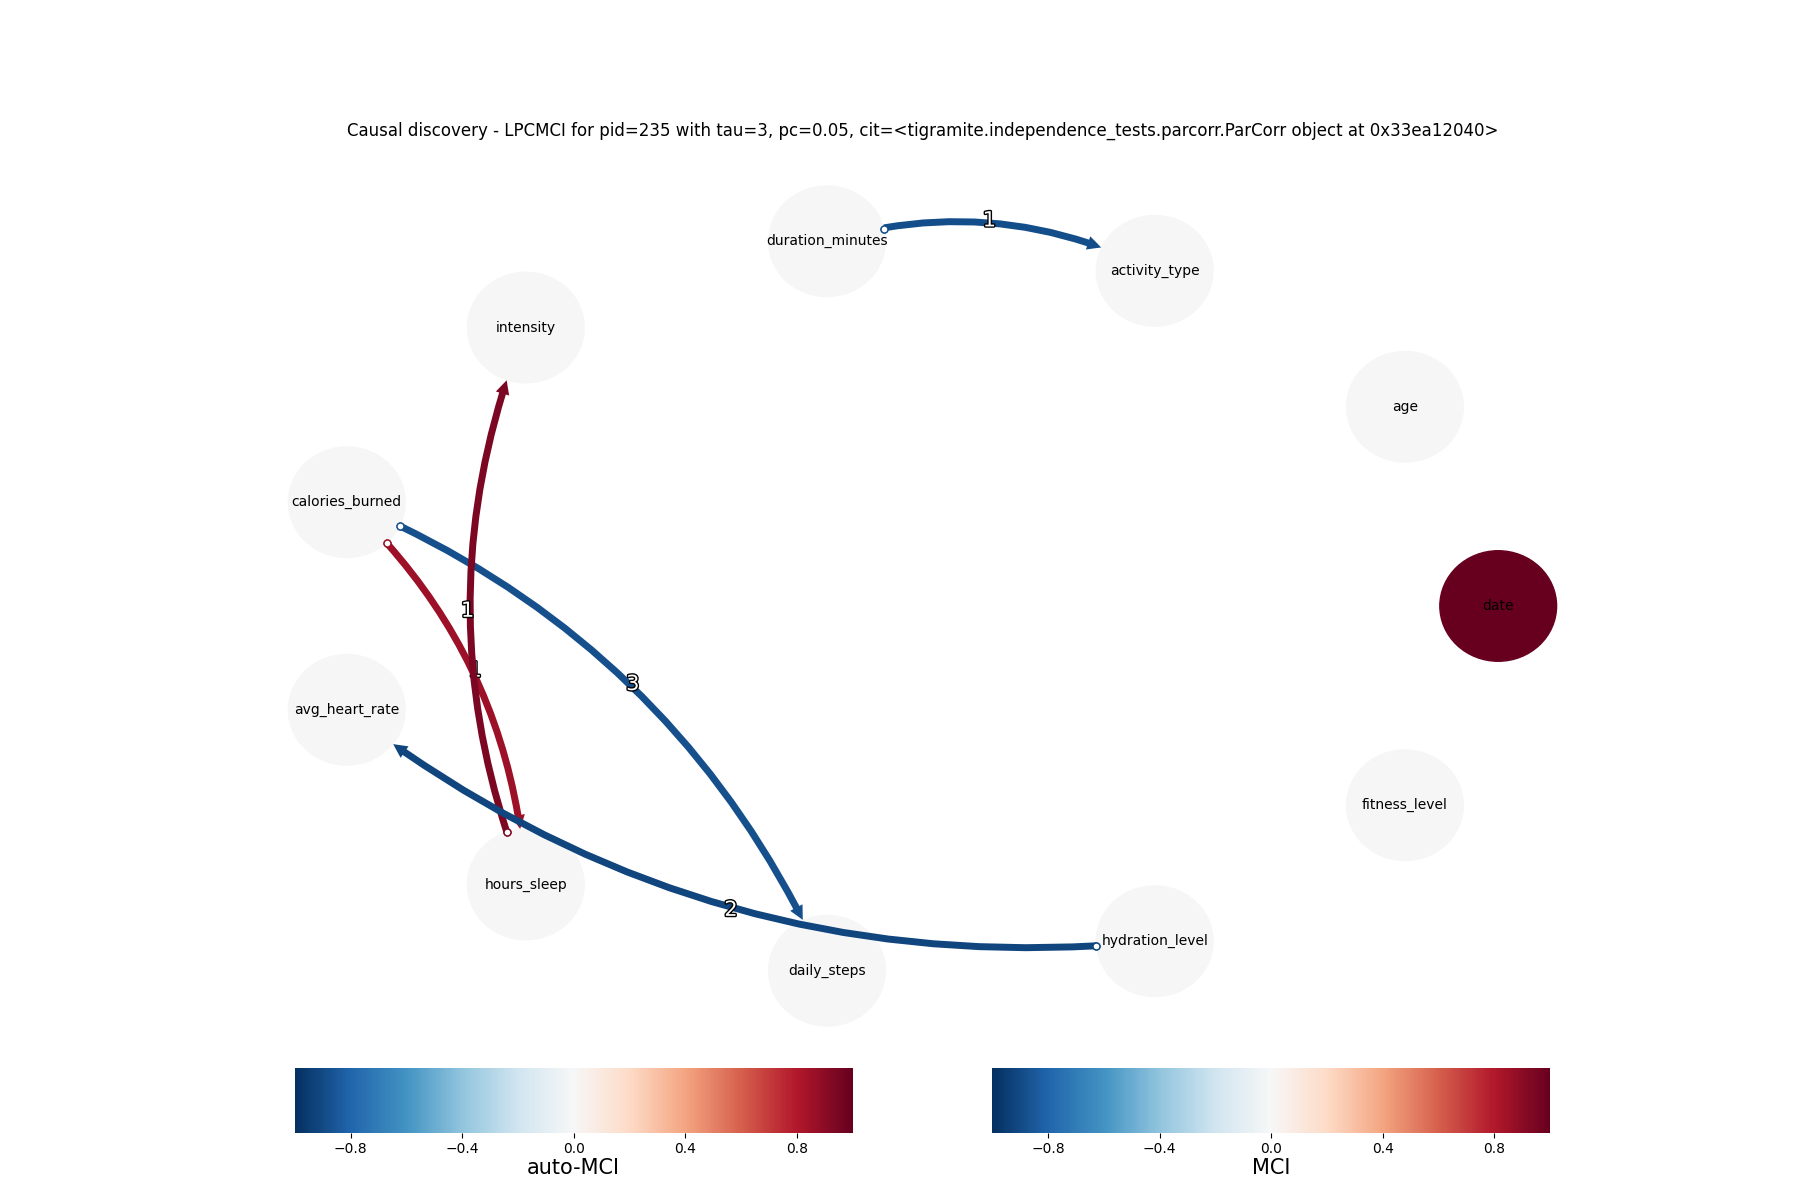 Causal discovery - LPCMCI for pid=235 with tau=3, pc=0.05, cit=<tigramite.independence_tests.parcorr.ParCorr object at 0x33ea12040>
1
duration_minutes
activity_type
intensity
age
calories_burned
date
1
1
3
avg_heart_rate
fitness_level
hours_sleep
2
hydration_level
daily_steps
−0.8 −0.4 0.0 0.4 0.8
auto-MCI
−0.8 −0.4 0.0 0.4 0.8
MCI